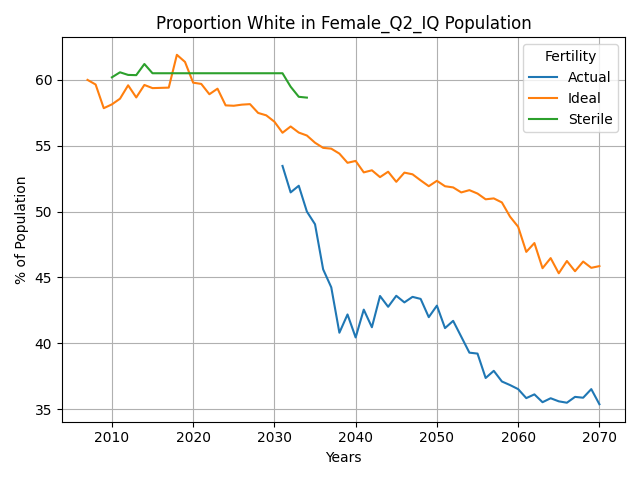 Proportion White in Female_Q2_IQ Population
% of Population
60
55
50
45
40
35
2010 2020 2030 2040 2050 2060 2070
Years
Fertility
Actual
Ideal
Sterile